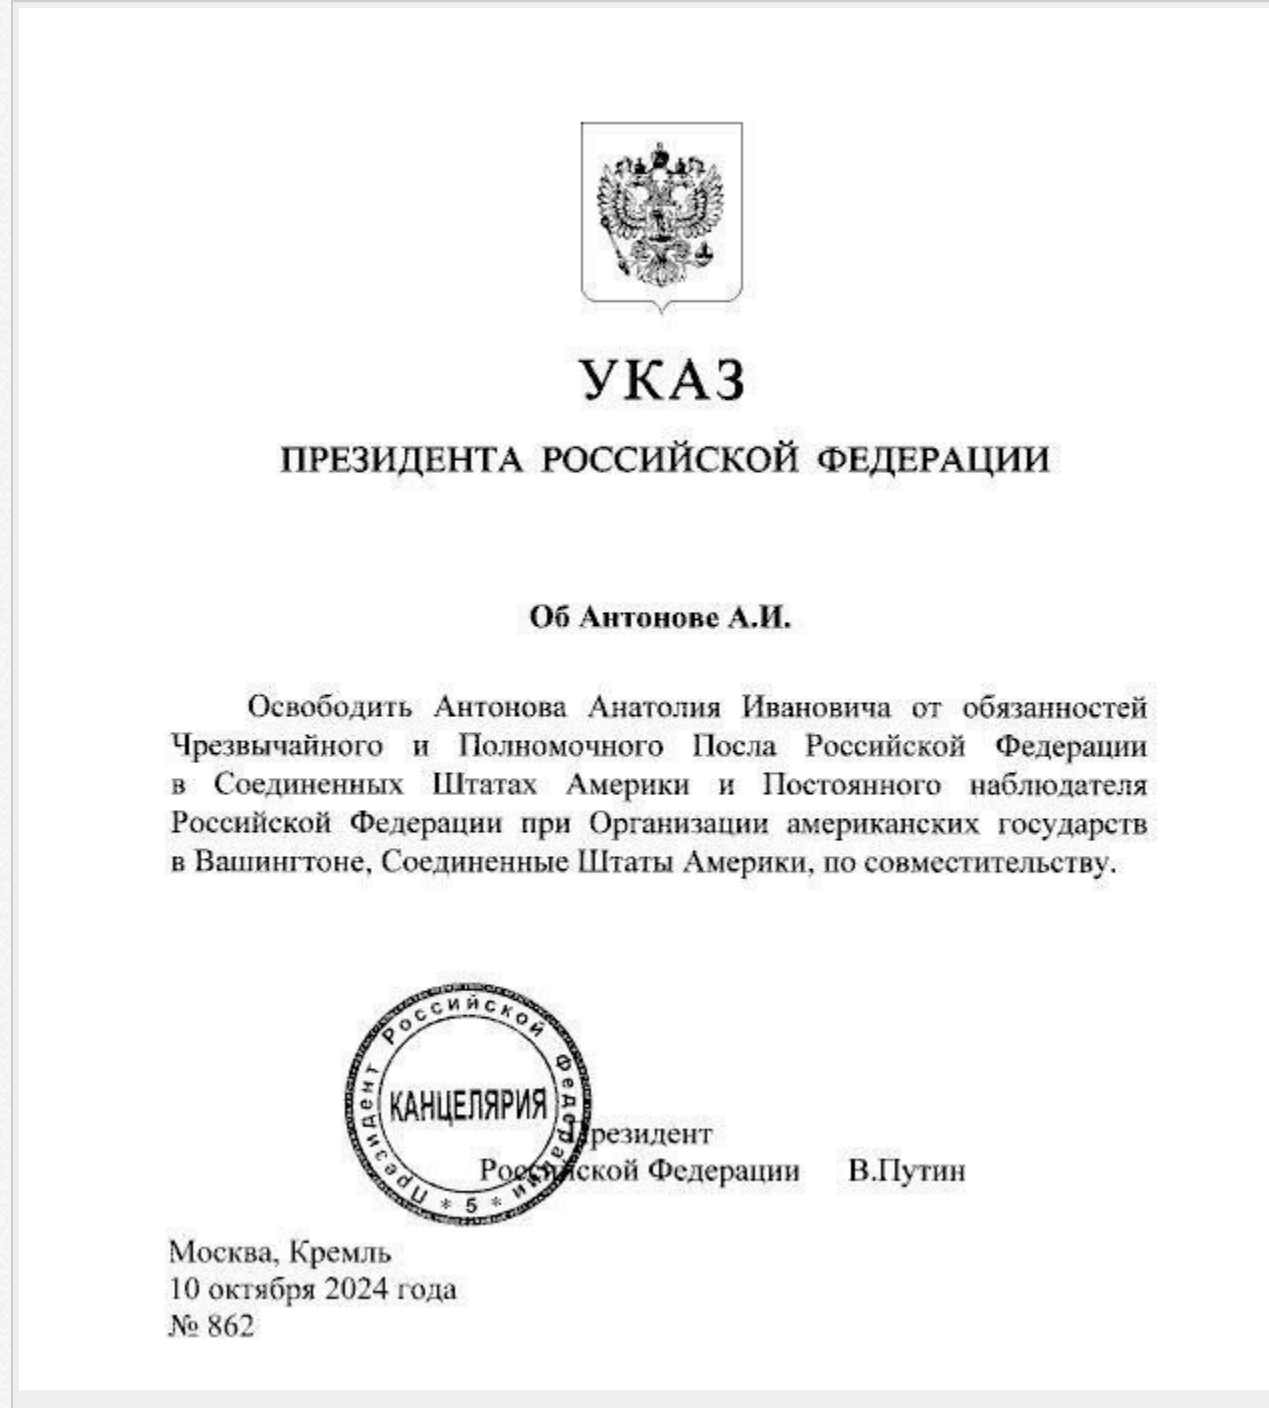 УКАЗ
ПРЕЗИДЕНТА РОССИЙСКОЙ ФЕДЕРАЦИИ
Об Антонове А.И.
Освободить Антонова Анатолия Ивановича от обязанностей
Чрезвычайного и Полномочного Посла Российской Федерации
в Соединенных Штатах Америки и Постоянного наблюдателя
Российской Федерации при Организации американских государств
в Вашингтоне, Соединенные Штаты Америки, по совместительству.
Президент Российской Федерации
КАНЦЕЛЯРИЯ
* 5 *
Президент
Российской Федерации В.Путин
Москва, Кремль
10 октября 2024 года
№ 862